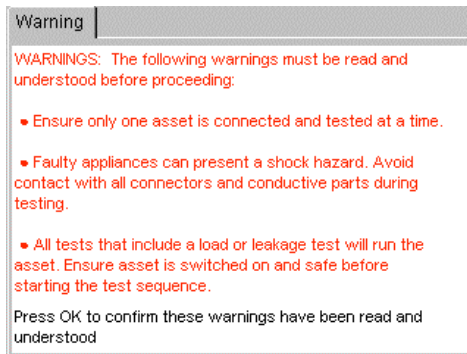 Warning
WARNINGS: The following warnings must be read and
understood before proceeding:
• Ensure only one asset is connected and tested at a time.
• Faulty appliances can present a shock hazard. Avoid
contact with all connectors and conductive parts during
testing.
• All tests that include a load or leakage test will run the
asset. Ensure asset is switched on and safe before
starting the test sequence.
Press OK to confirm these warnings have been read and
understood